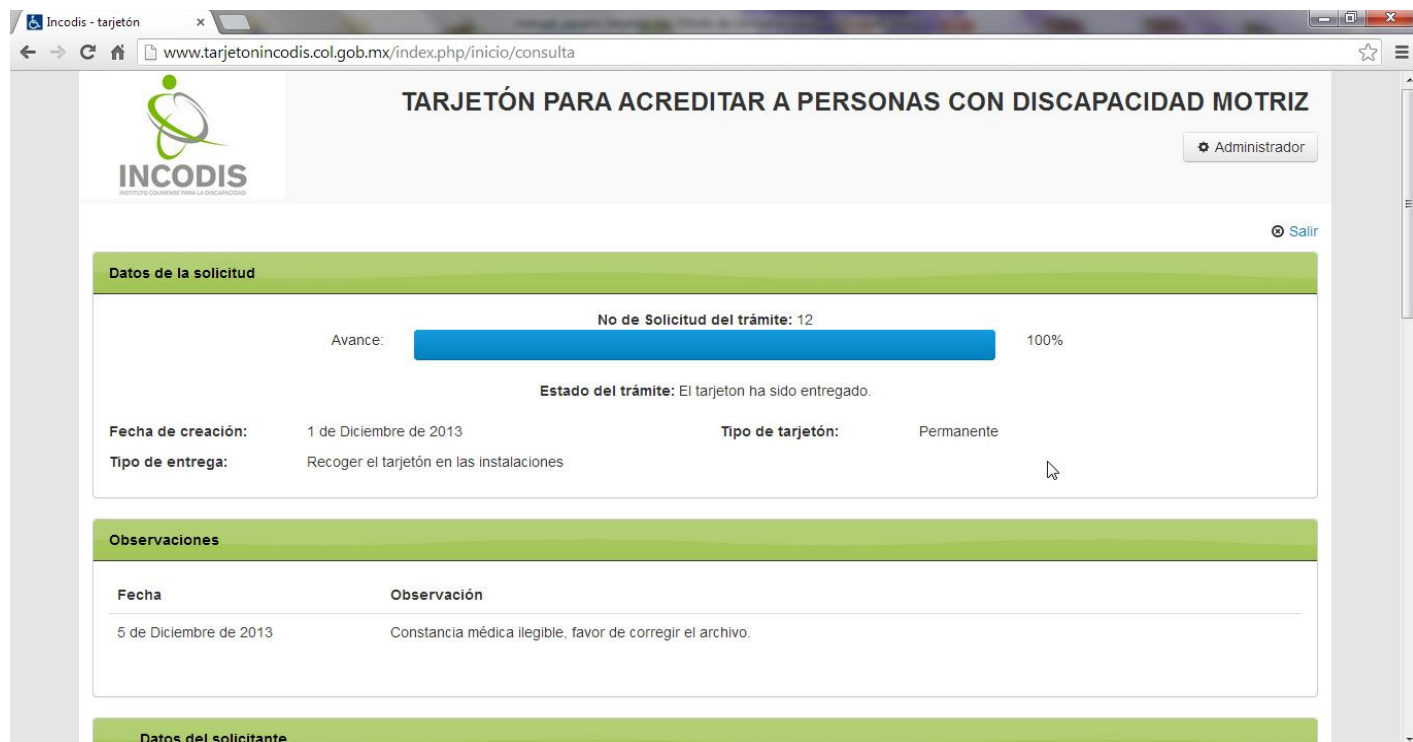 Incodis - tarjetón
www.tarjetonincodis.col.gob.mx/index.php/inicio/consulta
INCODIS
INSTITUTO COLIMENSE PARA LA DISCAPACIDAD
TARJETÓN PARA ACREDITAR A PERSONAS CON DISCAPACIDAD MOTRIZ
Administrador
Salir
Datos de la solicitud
No de Solicitud del trámite: 12
Avance: 100%
Estado del trámite: El tarjeton ha sido entregado.
Fecha de creación: 1 de Diciembre de 2013 Tipo de tarjetón: Permanente
Tipo de entrega: Recoger el tarjetón en las instalaciones
Observaciones
Fecha Observación
5 de Diciembre de 2013 Constancia médica ilegible, favor de corregir el archivo.
Datos del solicitante